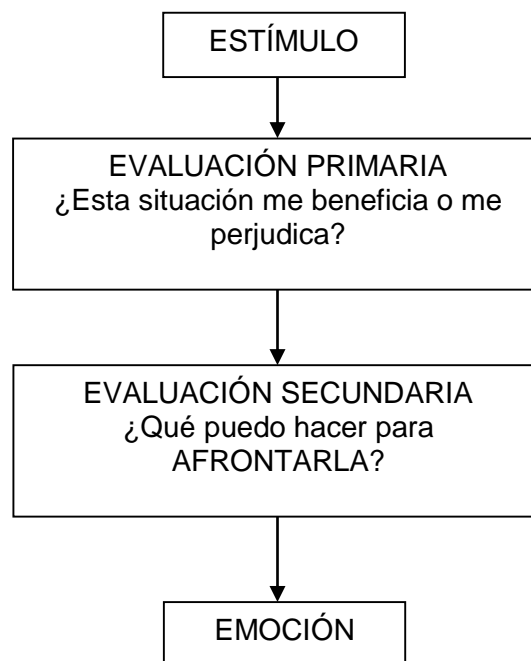 ESTÍMULO
EVALUACIÓN PRIMARIA
¿Esta situación me beneficia o me
perjudica?
EVALUACIÓN SECUNDARIA
¿Qué puedo hacer para
AFRONTARLA?
EMOCIÓN